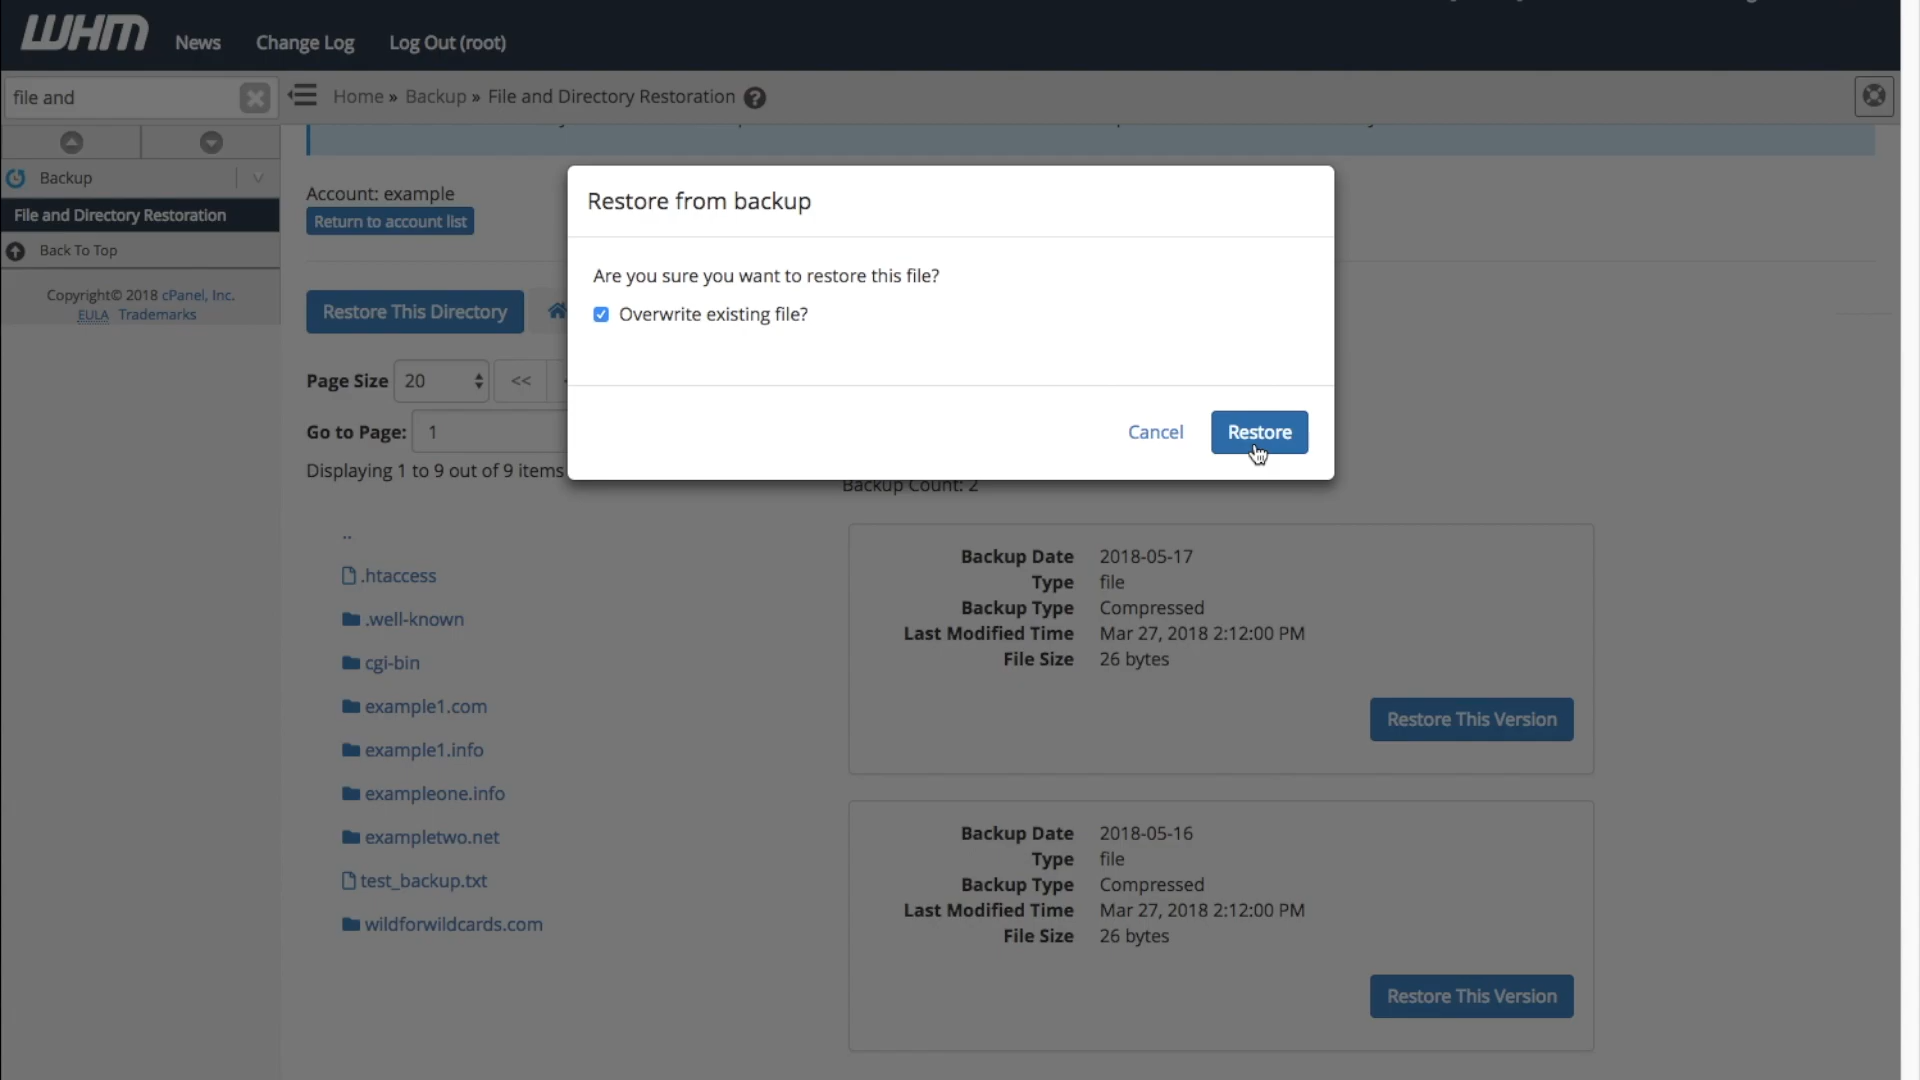 WHM News Change Log Log Out (root)
file and
Home » Backup » File and Directory Restoration
Backup
File and Directory Restoration
Back To Top
Copyright© 2018 cPanel, Inc.
EULA Trademarks
Account: example
Return to account list
Restore This Directory
Page Size 20 <<
Go to Page: 1
Displaying 1 to 9 out of 9 items
Restore from backup
Are you sure you want to restore this file?
Overwrite existing file?
Cancel Restore
Backup Count: 2
..
.htaccess
.well-known
cgi-bin
example1.com
example1.info
exampleone.info
exampletwo.net
test_backup.txt
wildforwildcards.com
Backup Date 2018-05-17
Type file
Backup Type Compressed
Last Modified Time Mar 27, 2018 2:12:00 PM
File Size 26 bytes
Restore This Version
Backup Date 2018-05-16
Type file
Backup Type Compressed
Last Modified Time Mar 27, 2018 2:12:00 PM
File Size 26 bytes
Restore This Version